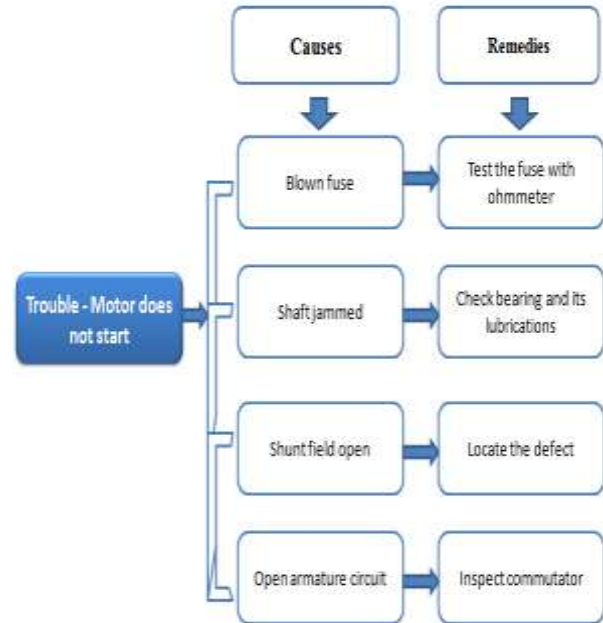 Causes
Remedies
Blown fuse
Test the fuse with
ohmmeter
Trouble - Motor does
not start
Shaft jammed
Check bearing and its
lubrications
Shunt field open
Locate the defect
Open armature circuit
Inspect commutator